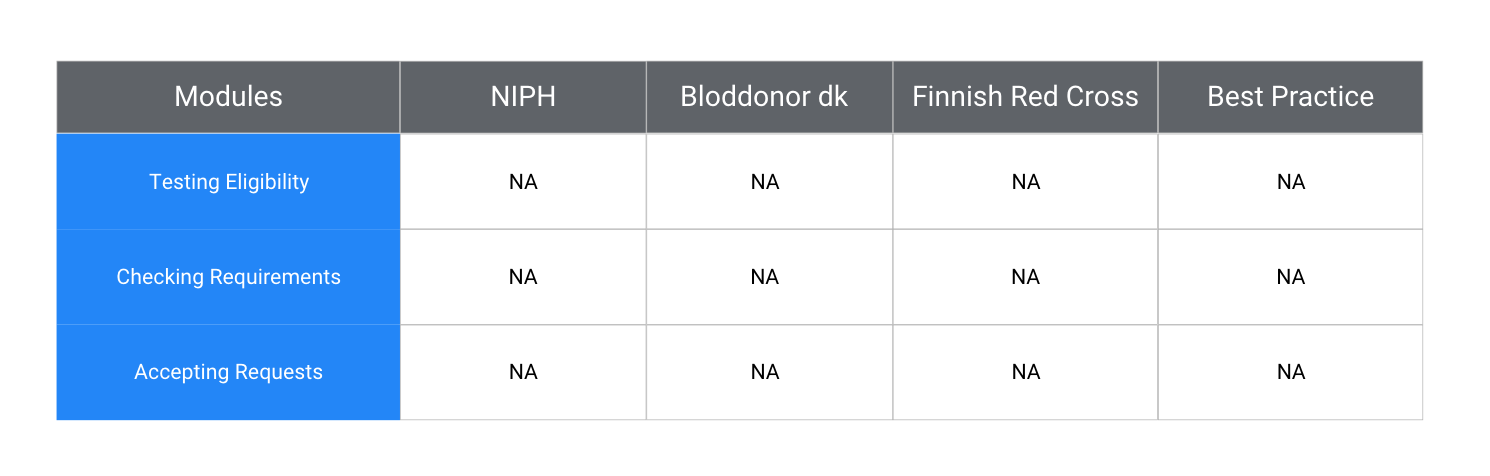 Modules NIPH Bloddonor dk Finnish Red Cross Best Practice
Testing Eligibility NA NA NA NA
Checking Requirements NA NA NA NA
Accepting Requests NA NA NA NA